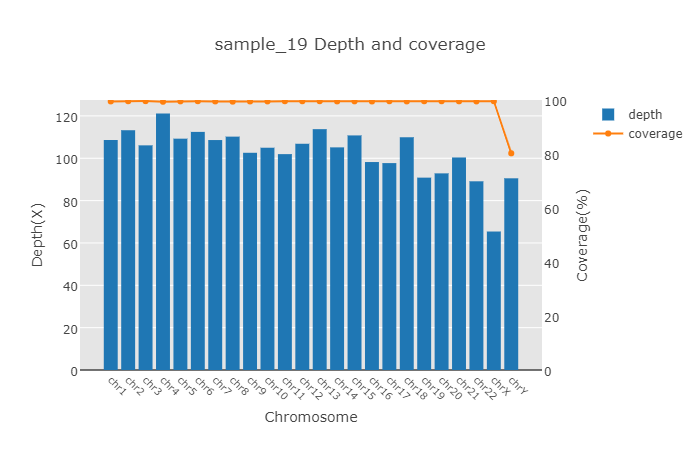 sample_19 Depth and coverage
depth
coverage
120
100
80
60
40
20
0
100
80
60
40
20
0
Depth(X)
Coverage(%)
chr1
chr2
chr3
chr4
chr5
chr6
chr7
chr8
chr9
chr10
chr11
chr12
chr13
chr14
chr15
chr16
chr17
chr18
chr19
chr20
chr21
chr22
chrX
chrY
Chromosome